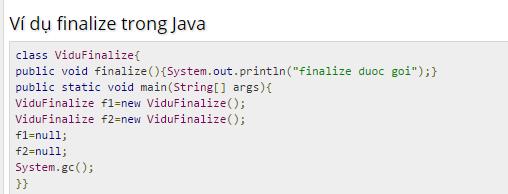 Ví dụ finalize trong Java
class ViduFinalize{
public void finalize(){System.out.println("finalize duoc goi");}
public static void main(String[] args){
ViduFinalize f1=new ViduFinalize();
ViduFinalize f2=new ViduFinalize();
f1=null;
f2=null;
System.gc();
}}